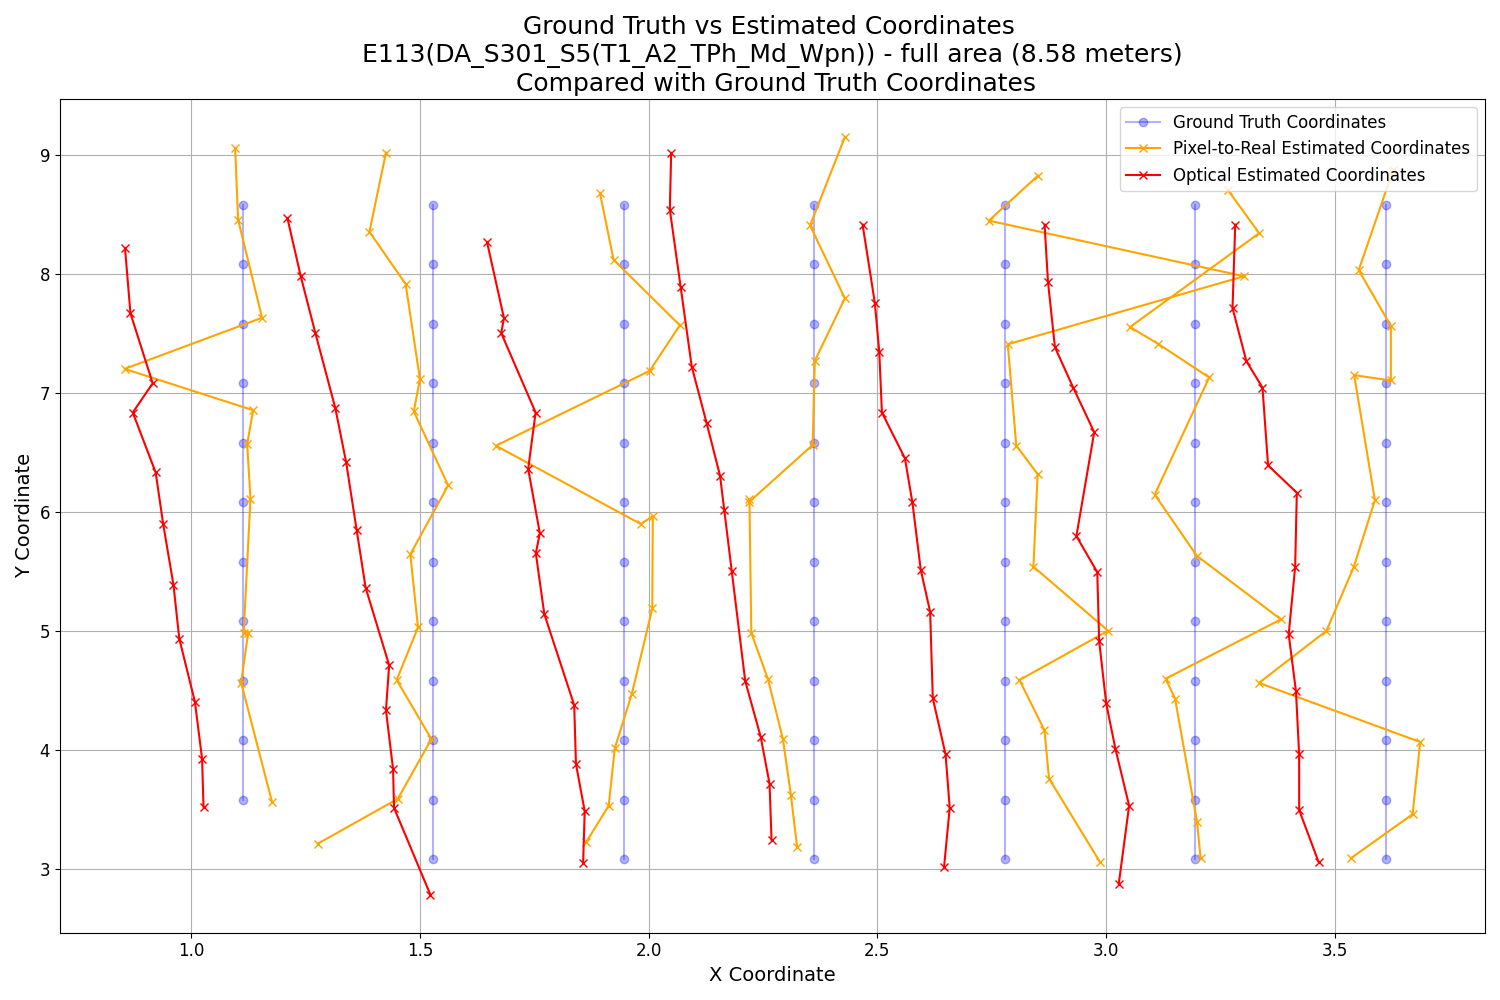 Ground Truth vs Estimated Coordinates
E113(DA_S301_S5(T1_A2_TPh_Md_Wpn)) - full area (8.58 meters)
Compared with Ground Truth Coordinates
Ground Truth Coordinates
Pixel-to-Real Estimated Coordinates
Optical Estimated Coordinates
Y Coordinate
9
8
7
6
5
4
3
1.0 1.5 2.0 2.5 3.0 3.5
X Coordinate